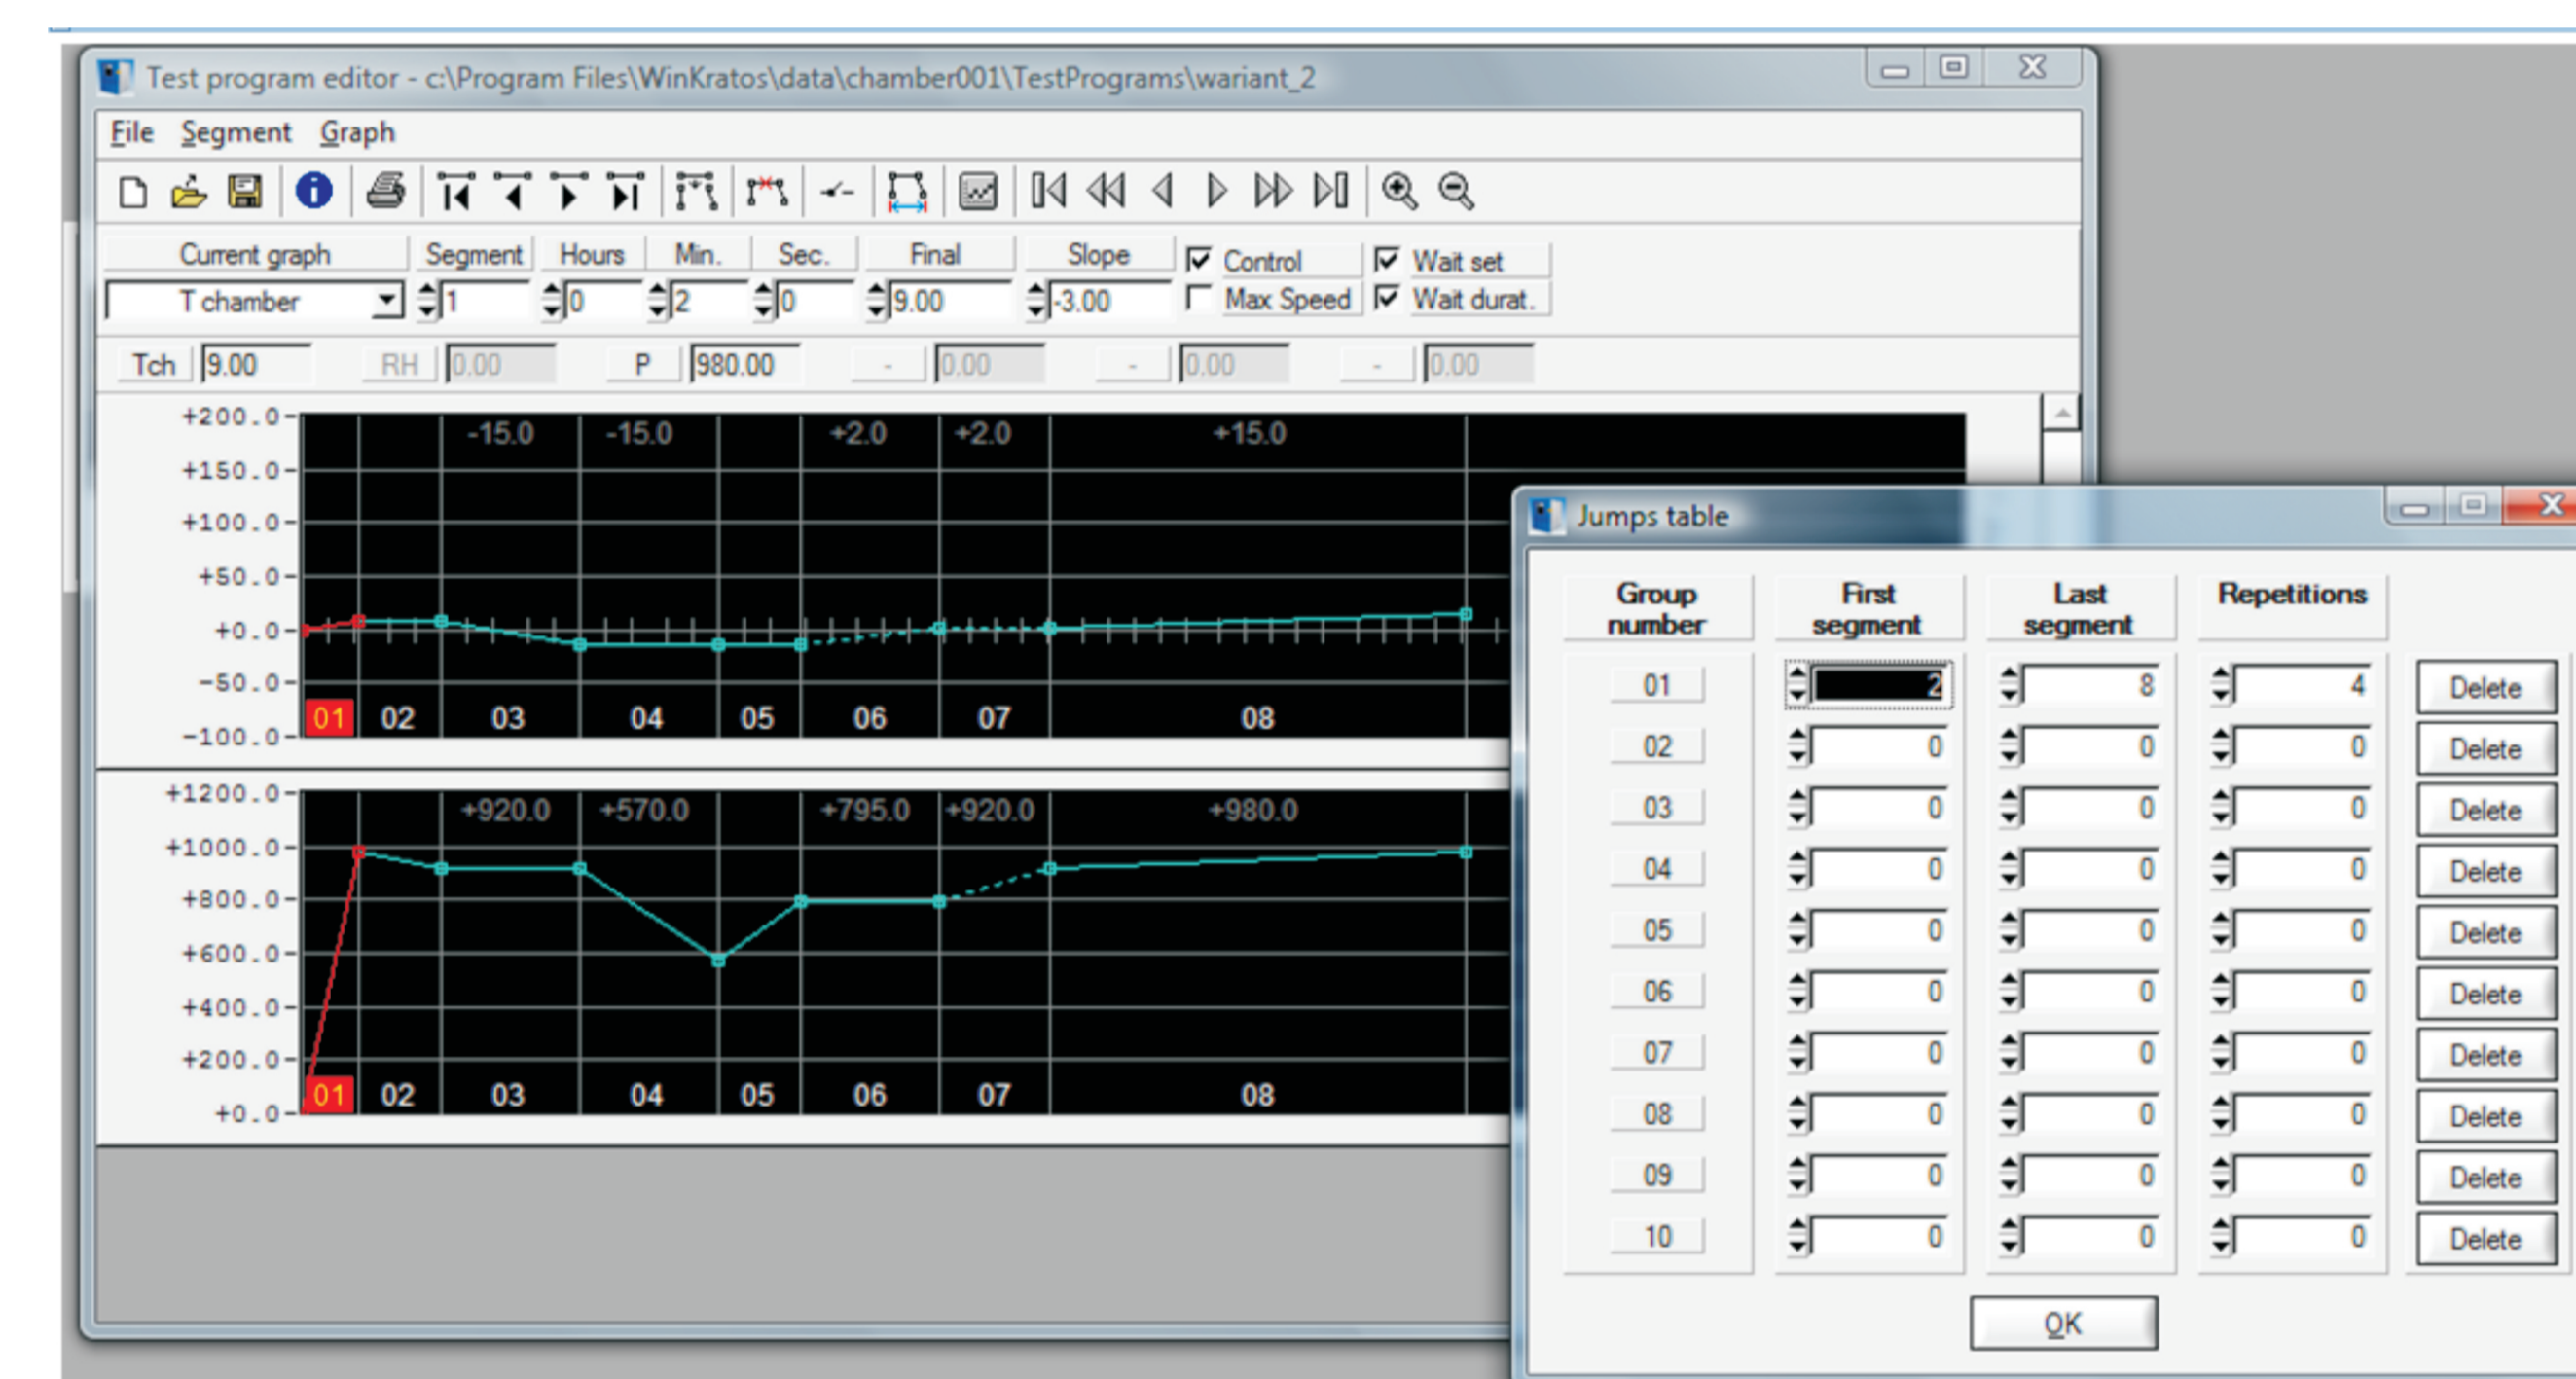 Test program editor - c:\Program Files\WinKratos\data\chamber001\TestPrograms\wariant_2
File Segment Graph
Current graph Segment Hours Min. Sec. Final Slope Control Wait set
T chamber 1 0 2 0 9.00 -3.00 Max Speed Wait durat.
Tch 9.00 RH 0.00 P 980.00 - 0.00 - 0.00 - 0.00
+200.0 -15.0 -15.0 +2.0 +2.0 +15.0
+150.0
+100.0
+50.0
+0.0
-50.0
01 02 03 04 05 06 07 08
-100.0
+1200.0
+920.0 +570.0 +795.0 +920.0 +980.0
+1000.0
+800.0
+600.0
+400.0
+200.0
01 02 03 04 05 06 07 08
+0.0
Jumps table
Group number First segment Last segment Repetitions
01 2 8 4 Delete
02 0 0 0 Delete
03 0 0 0 Delete
04 0 0 0 Delete
05 0 0 0 Delete
06 0 0 0 Delete
07 0 0 0 Delete
08 0 0 0 Delete
09 0 0 0 Delete
10 0 0 0 Delete
OK